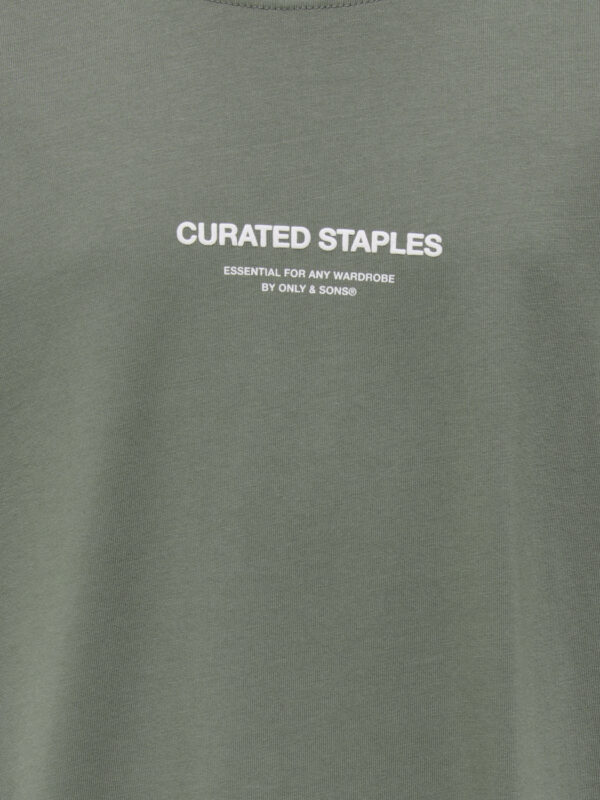 CURATED STAPLES
ESSENTIAL FOR ANY WARDROBE
BY ONLY & SONS®